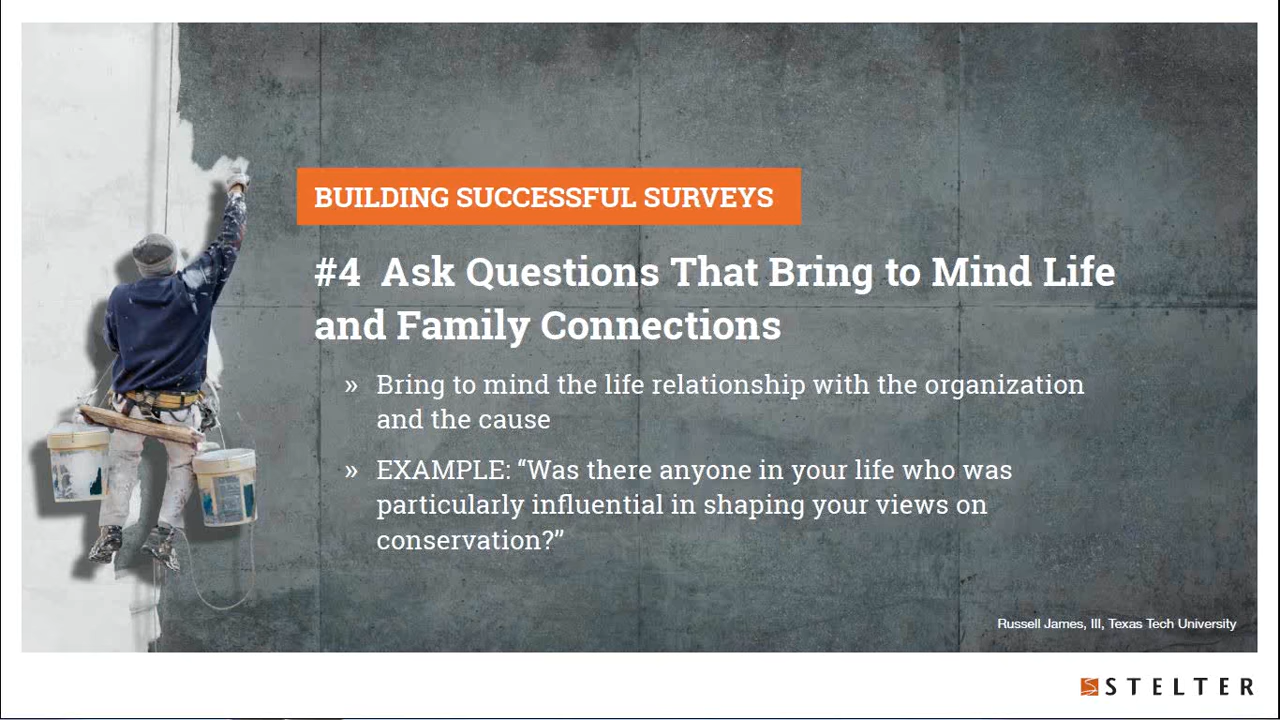 BUILDING SUCCESSFUL SURVEYS
#4 Ask Questions That Bring to Mind Life
and Family Connections
» Bring to mind the life relationship with the organization
and the cause
» EXAMPLE: “Was there anyone in your life who was
particularly influential in shaping your views on
conservation?”
Russell James, III, Texas Tech University
STELTER